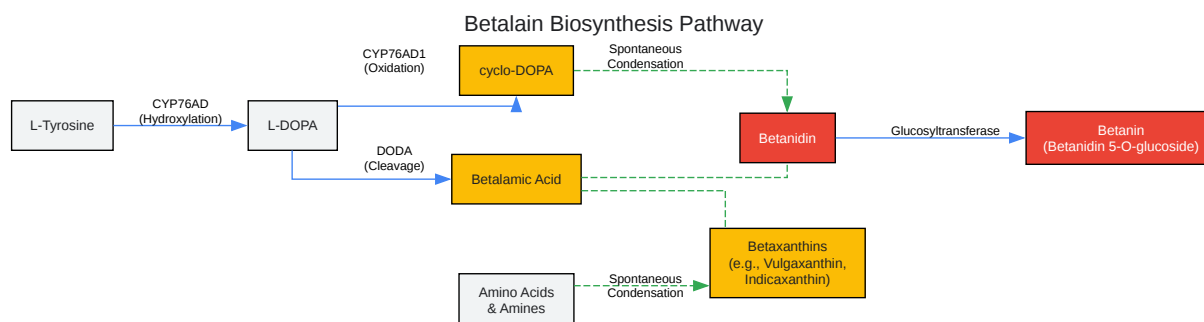 Betalain Biosynthesis Pathway
CYP76AD1
(Oxidation)
cyclo-DOPA
Spontaneous
Condensation
L-Tyrosine
CYP76AD
(Hydroxylation)
L-DOPA
Betanidin
Glucosyltransferase
Betanin
(Betanidin 5-O-glucoside)
DODA
(Cleavage)
Betalamic Acid
Betaxanthins
(e.g., Vulgaxanthin,
Indicaxanthin)
Amino Acids
& Amines
Spontaneous
Condensation